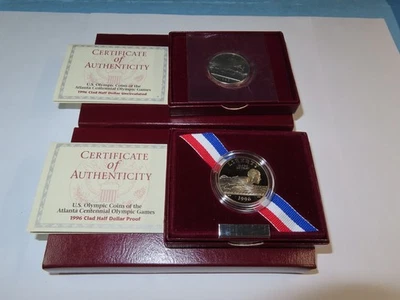 CERTIFICATE
of
AUTHENTICITY
U.S. Olympic Coins of the
Atlanta Centennial Olympic Games
1996 Clad Half Dollar Uncirculated
CERTIFICATE
of
AUTHENTICITY
U.S. Olympic Coins of the
Atlanta Centennial Olympic Games
1996 Clad Half Dollar Proof
LIBERTY
1996